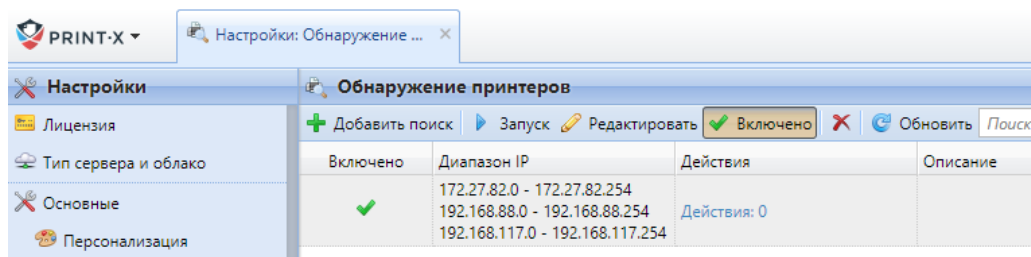 PRINT·X
Настройки: Обнаружение ...
Настройки
Обнаружение принтеров
Лицензия
Добавить поиск Запуск Редактировать Включено Обновить Поиск
Тип сервера и облако
Включено Диапазон IP Действия Описание
Основные
Персонализация
172.27.82.0 - 172.27.82.254
192.168.88.0 - 192.168.88.254
192.168.117.0 - 192.168.117.254
Действия: 0